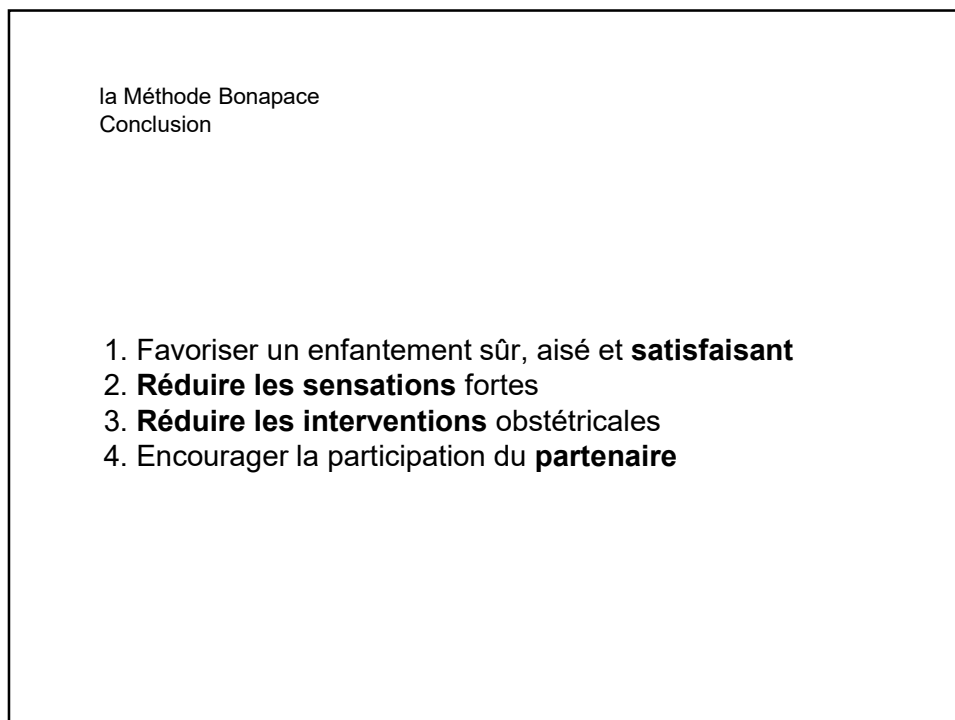 la Méthode Bonapace
Conclusion
1. Favoriser un enfantement sûr, aisé et satisfaisant
2. Réduire les sensations fortes
3. Réduire les interventions obstétricales
4. Encourager la participation du partenaire